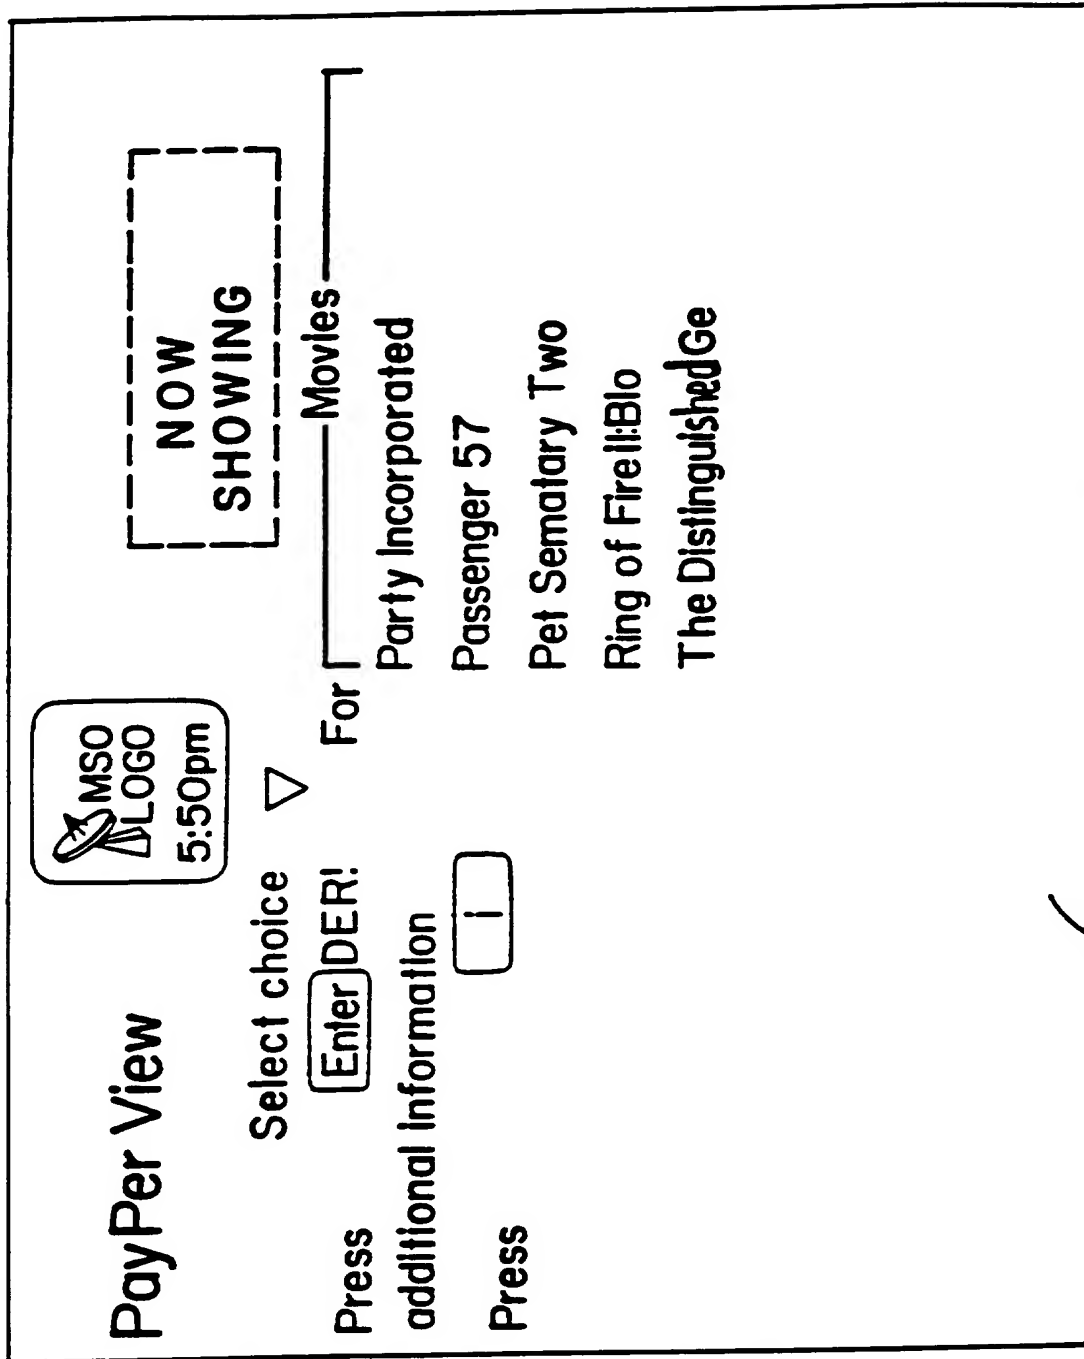 PayPer View
MSO
LOGO
5:50pm
NOW
SHOWING
Select choice
Press Enter DER! For
additional Information
Press i
Movies
Party Incorporated
Passenger 57
Pet Sematary Two
Ring of FireII:Blo
The DistinguishedGe